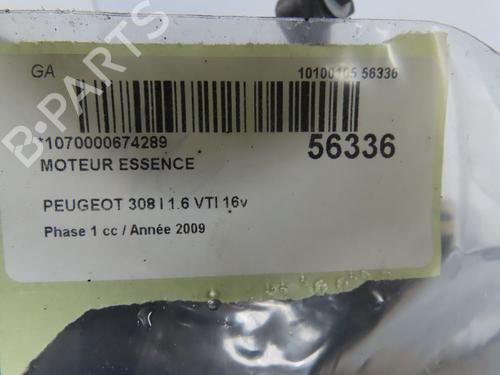 GA
10100105 56336
*1070000674289
56336
MOTEUR ESSENCE
PEUGEOT 308 I 1.6 VTI 16v
Phase 1 cc / Année 2009
B-PARTS